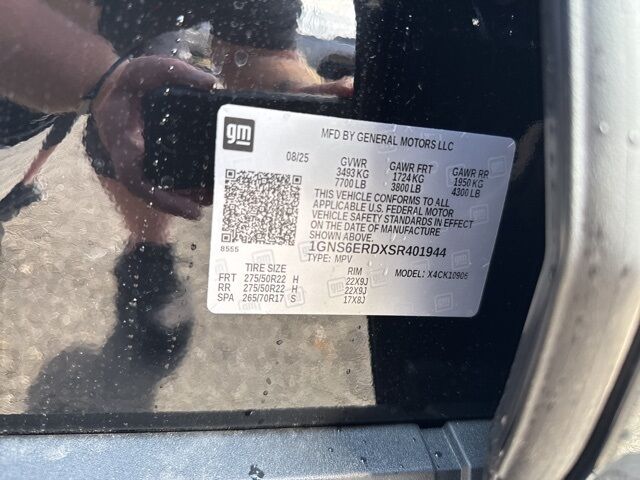 gm
MFD BY GENERAL MOTORS LLC
08/25 GVWR GAWR FRT GAWR RR
3493 KG 1724 KG 1950 KG
7700 LB 3800 LB 4300 LB
THIS VEHICLE CONFORMS TO ALL
APPLICABLE U.S. FEDERAL MOTOR
VEHICLE SAFETY STANDARDS IN EFFECT
ON THE DATE OF MANUFACTURE
SHOWN ABOVE.
8555
1GNS6ERDXSR401944
TYPE: MPV MODEL: X4CK10906
TIRE SIZE RIM
FRT 275/50R22 H 22X9J
RR 275/50R22 H 22X9J
SPA 265/70R17 S 17X8J